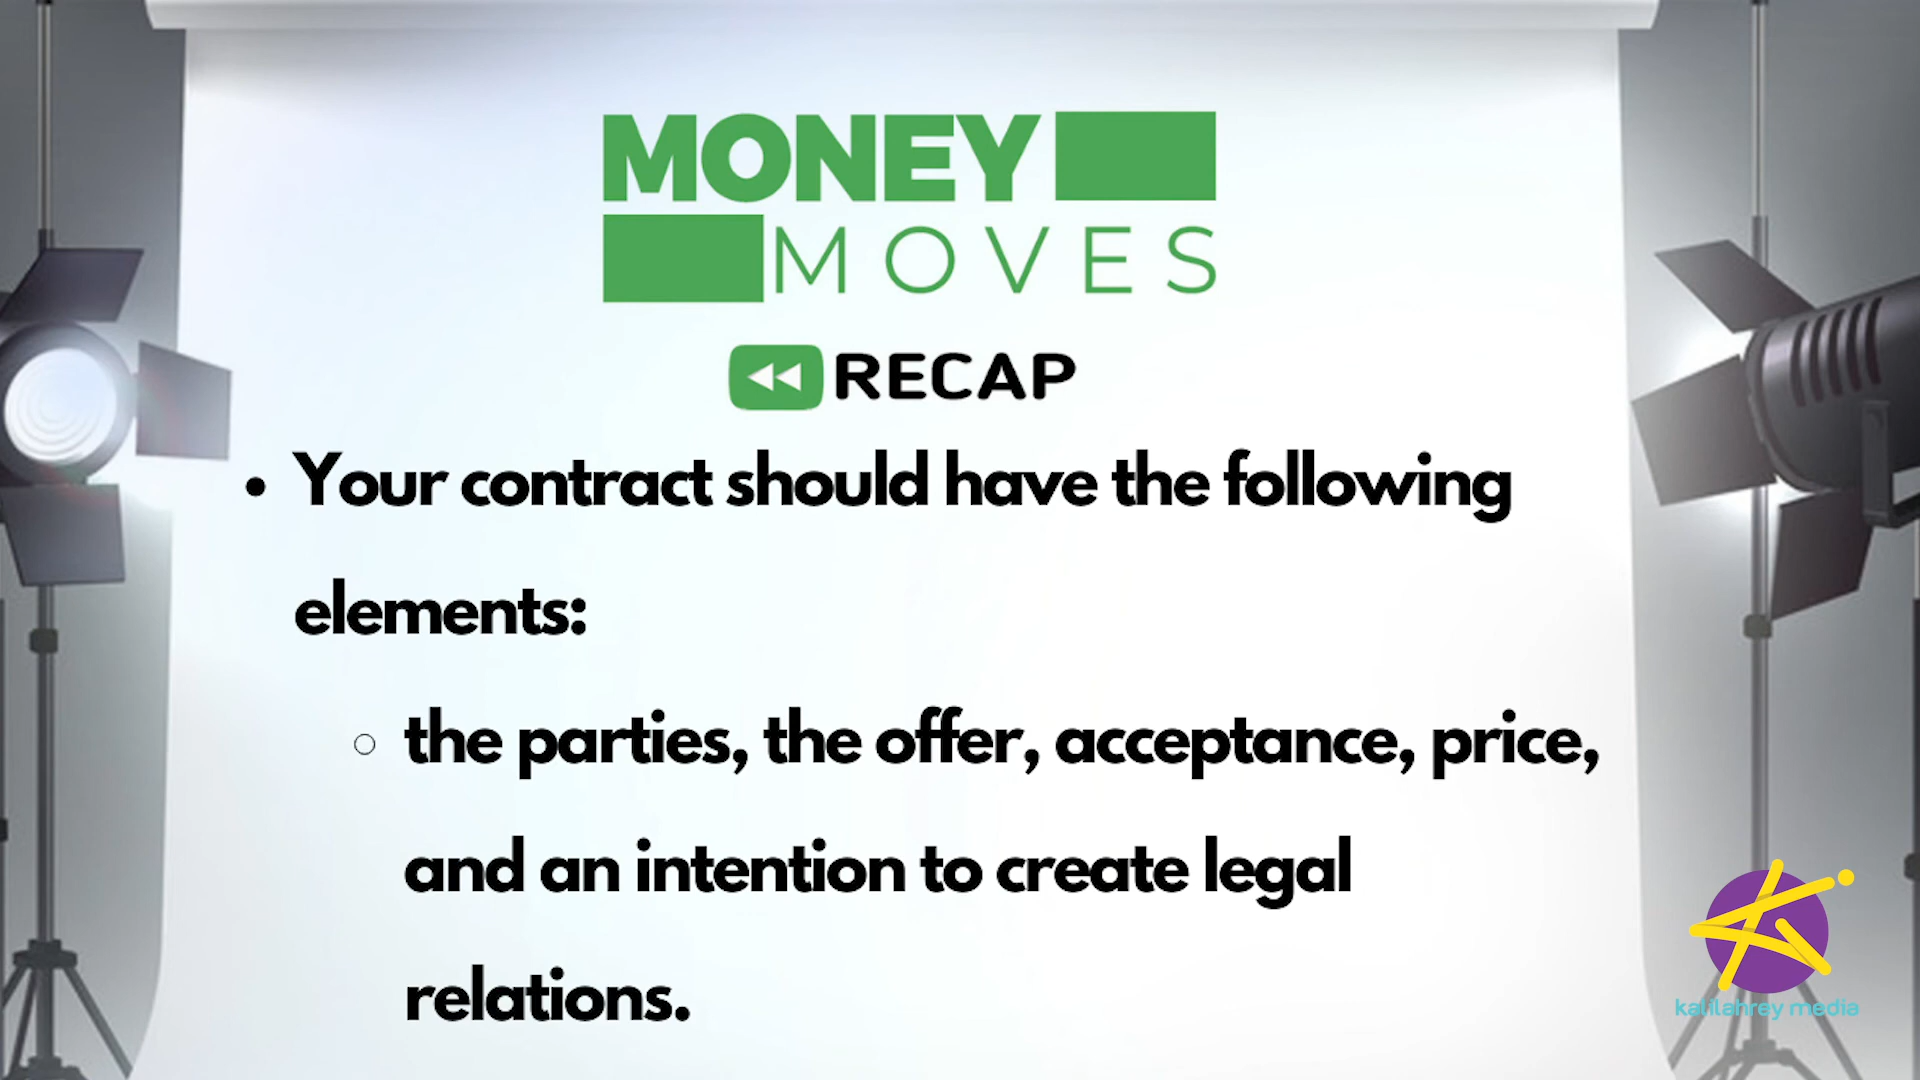 MONEY
MOVES
RECAP
• Your contract should have the following
elements:
○ the parties, the offer, acceptance, price,
and an intention to create legal
relations.
kalilahrey media